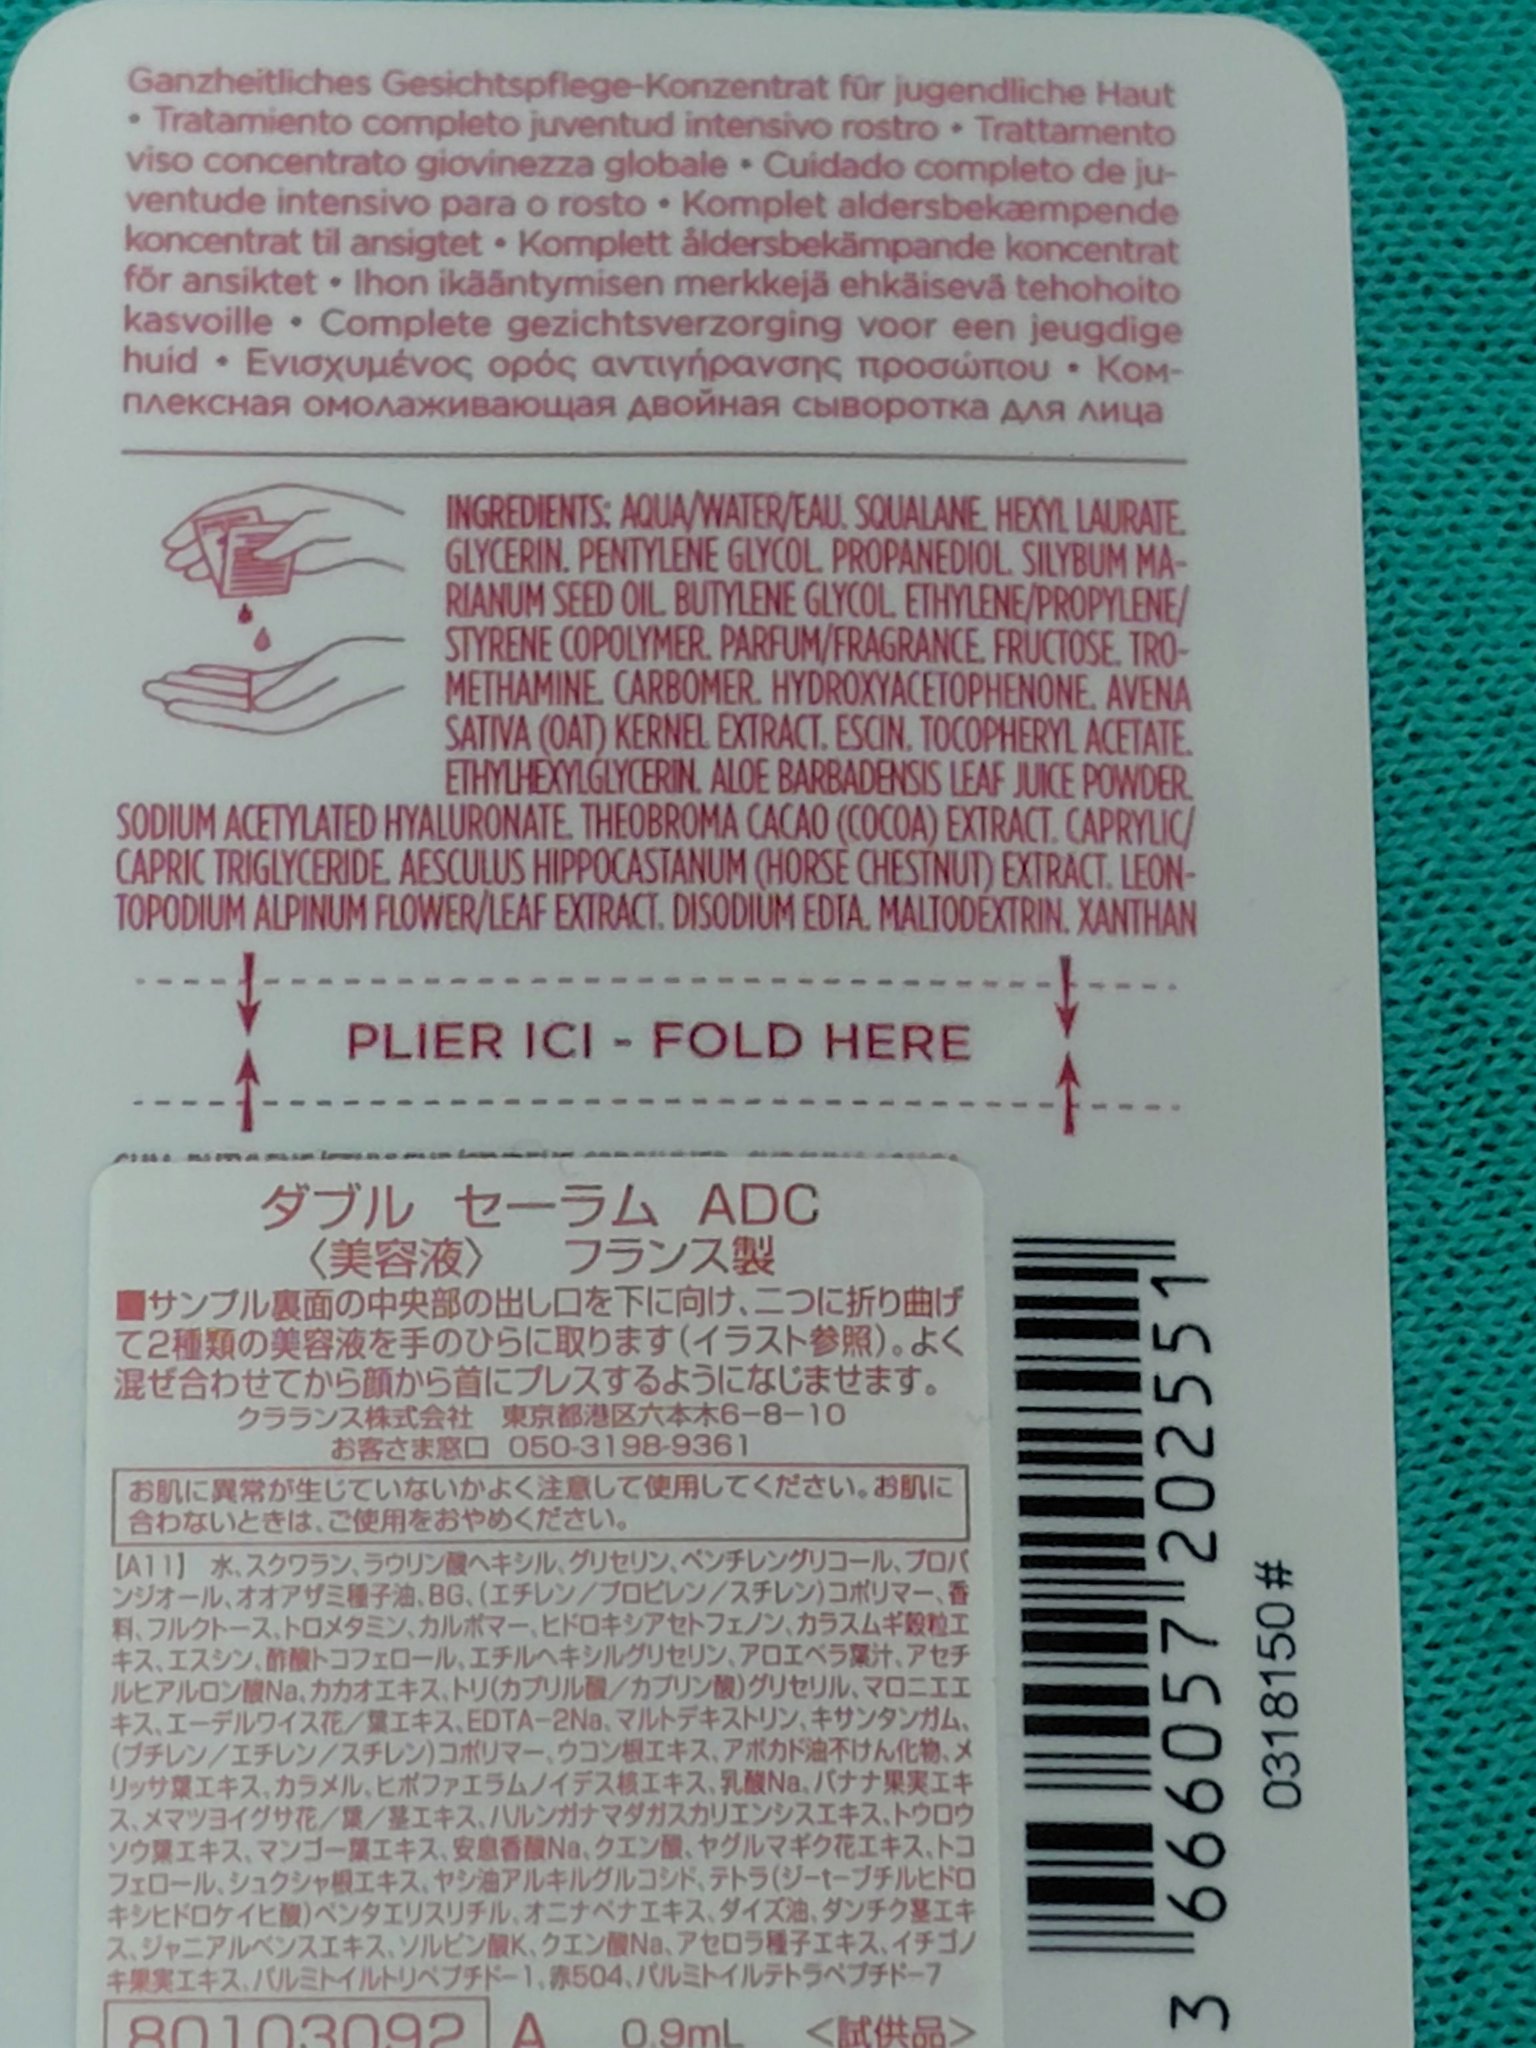 Ganzheitliches Gesichtspflege-Konzentrat für jugendliche Haut
• Tratamiento completo juventud intensivo rostro • Trattamento
viso concentrato giovinezza globale • Cuidado completo de ju-
ventude intensivo para o rosto • Komplet aldersbekæmpende
koncentrat til ansigtet • Komplett åldersbekämpande koncentrat
för ansiktet • Ihon ikääntymisen merkkejä ehkäisevä tehohoito
kasvoille • Complete gezichtsverzorging voor een jeugdige
huid • Ενισχυμένος ορός αντιγήρανσης προσώπου • Ком-
плексная омолаживающая двойная сыворотка для лица
INGREDIENTS: AQUA/WATER/EAU. SQUALANE. HEXYL LAURATE.
GLYCERIN. PENTYLENE GLYCOL. PROPANEDIOL. SILYBUM MA-
RIANUM SEED OIL. BUTYLENE GLYCOL. ETHYLENE/PROPYLENE/
STYRENE COPOLYMER. PARFUM/FRAGRANCE. FRUCTOSE. TRO-
METHAMINE. CARBOMER. HYDROXYACETOPHENONE. AVENA
SATIVA (OAT) KERNEL EXTRACT. ESCIN. TOCOPHERYL ACETATE.
ETHYLHEXYLGLYCERIN. ALOE BARBADENSIS LEAF JUICE POWDER.
SODIUM ACETYLATED HYALURONATE. THEOBROMA CACAO (COCOA) EXTRACT. CAPRYLIC/
CAPRIC TRIGLYCERIDE. AESCULUS HIPPOCASTANUM (HORSE CHESTNUT) EXTRACT. LEON-
TOPODIUM ALPINUM FLOWER/LEAF EXTRACT. DISODIUM EDTA. MALTODEXTRIN. XANTHAN
PLIER ICI - FOLD HERE
ダブル セーラム ADC
〈美容液〉 フランス製
■サンプル裏面の中央部の出し口を下に向け、二つに折り曲げ
て2種類の美容液を手のひらに取ります(イラスト参照)。よく
混ぜ合わせてから顔から首にプレスするようになじませます。
クラランス株式会社 東京都港区六本木6-8-10
お客さま窓口 050-3198-9361
お肌に異常が生じていないかよく注意して使用してください。お肌に
合わないときは、ご使用をおやめください。
【A11】 水、スクワラン、ラウリン酸ヘキシル、グリセリン、ペンチレングリコール、プロパ
ンジオール、オオアザミ種子油、BG、(エチレン/プロピレン/スチレン)コポリマー、香
料、フルクトース、トロメタミン、カルボマー、ヒドロキシアセトフェノン、カラスムギ穀粒エ
キス、エスシン、酢酸トコフェロール、エチルヘキシルグリセリン、アロエベラ葉汁、アセチ
ルヒアルロン酸Na、カカオエキス、トリ(カプリル酸/カプリン酸)グリセリル、マロニエエ
キス、エーデルワイス花/葉エキス、EDTA-2Na、マルトデキストリン、キサンタンガム、
(ブチレン/エチレン/スチレン)コポリマー、ウコン根エキス、アボカド油不けん化物、メ
リッサ葉エキス、カラメル、ヒポファエラムノイデス核エキス、乳酸Na、バナナ果実エキ
ス、メマツヨイグサ花/葉/茎エキス、ハルンガナマダガスカリエンシスエキス、トウロウ
ソウ葉エキス、マンゴー葉エキス、安息香酸Na、クエン酸、ヤグルマギク花エキス、トコ
フェロール、シュクシャ根エキス、ヤシ油アルキルグルコシド、テトラ(ジ-t-ブチルヒドロ
キシヒドロケイヒ酸)ペンタエリスリチル、オニナベナエキス、ダイズ油、ダンチク茎エキ
ス、ジャニアルベンスエキス、ソルビン酸K、クエン酸Na、アセロラ種子エキス、イチゴノ
キ果実エキス、パルミトイルトリペプチド-1、赤504、パルミトイルテトラペプチド-7
80103092 A 0.9mL <試供品>
3 666057 202551
0318150#